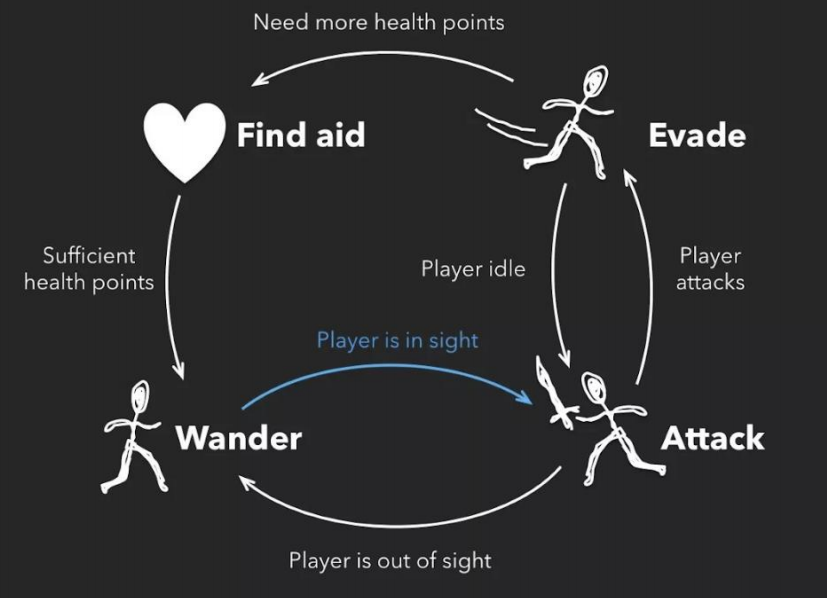 Need more health points
Find aid
Evade
Sufficient
health points
Player idle
Player
attacks
Player is in sight
Wander
Attack
Player is out of sight